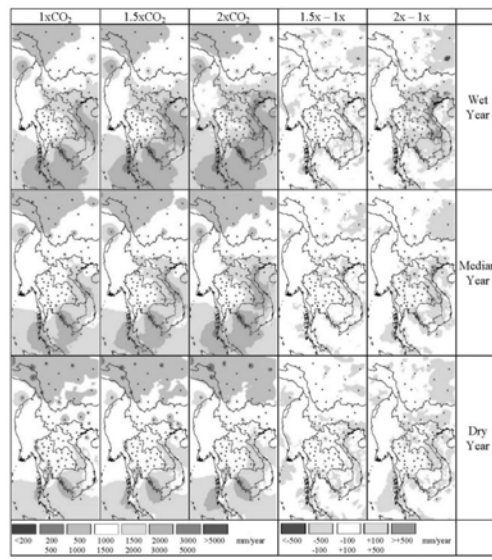 1xCO₂ 1.5xCO₂ 2xCO₂ 1.5x – 1x 2x – 1x
Wet
Year
Median
Year
Dry
Year
<200 200 500 1000 1500 2000 3000 >5000 mm/year <-500 -500 -100 +100 >+500 mm/year
500 1000 1500 2000 3000 5000 -100 +100 +500